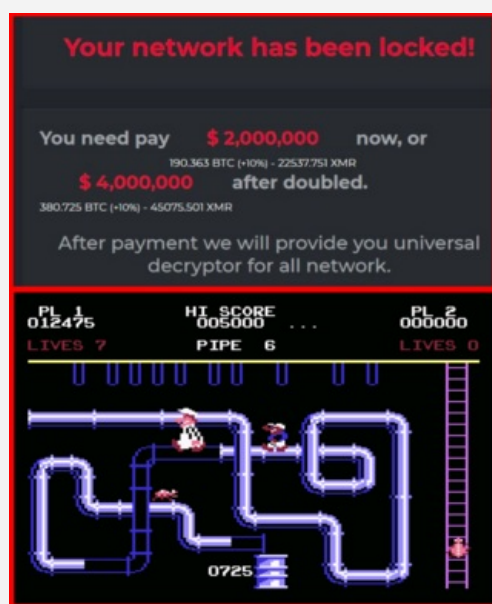 Your network has been locked!
You need pay $ 2,000,000 now, or
190.363 BTC (+10%) - 22537.751 XMR
$ 4,000,000 after doubled.
380.725 BTC (+10%) - 45075.501 XMR
After payment we will provide you universal
decryptor for all network.
PL 1 HI SCORE PL 2
012475 005000 ... 000000
LIVES 7 PIPE 6 LIVES 0
0725